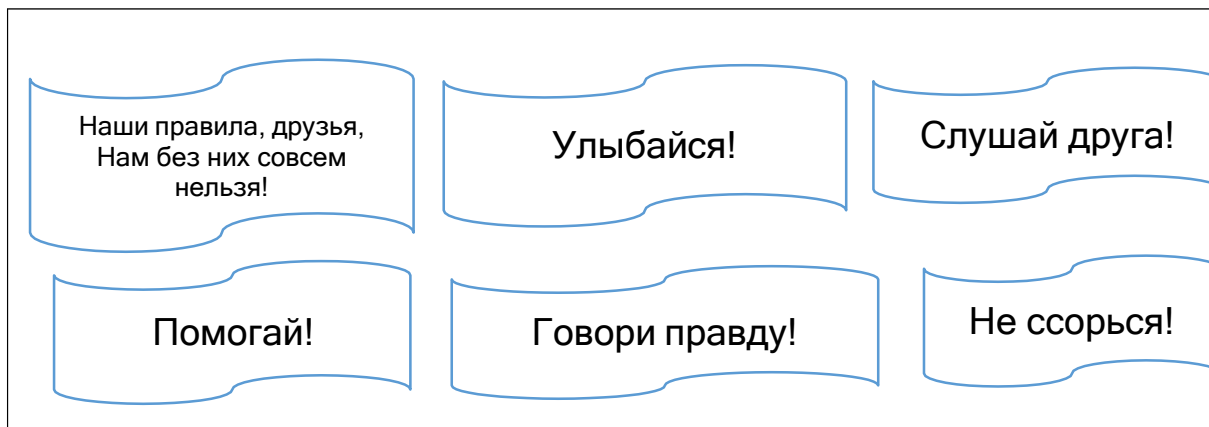 Наши правила, друзья,
Нам без них совсем
нельзя!
Улыбайся!
Слушай друга!
Помогай!
Говори правду!
Не ссорься!